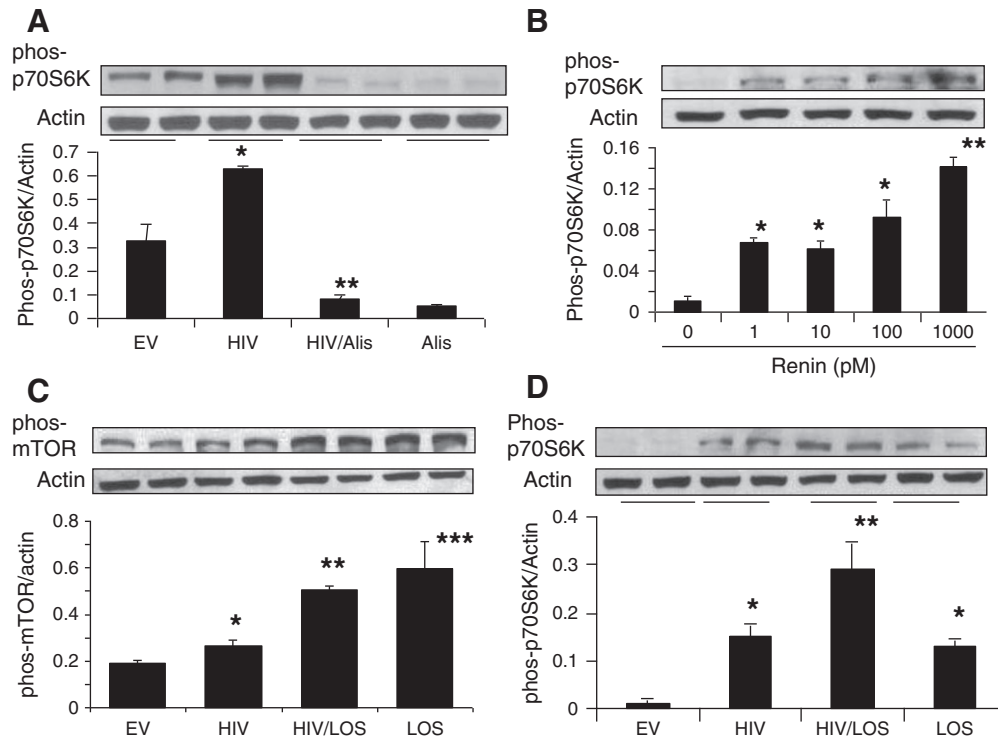 A
phos-
p70S6K
Actin
Phos-p70S6K/Actin
0.7
0.6
0.5
0.4
0.3
0.2
0.1
0
*
**
EV HIV HIV/Alis Alis
B
phos-
p70S6K
Actin
Phos-p70S6K/Actin
0.16
0.12
0.08
0.04
0
* * * **
0 1 10 100 1000
Renin (pM)
C
phos-
mTOR
Actin
phos-mTOR/actin
0.8
0.6
0.4
0.2
0
* ** ***
EV HIV HIV/LOS LOS
D
Phos-
p70S6K
Actin
phos-p70S6K/Actin
0.4
0.3
0.2
0.1
0
* ** *
EV HIV HIV/LOS LOS